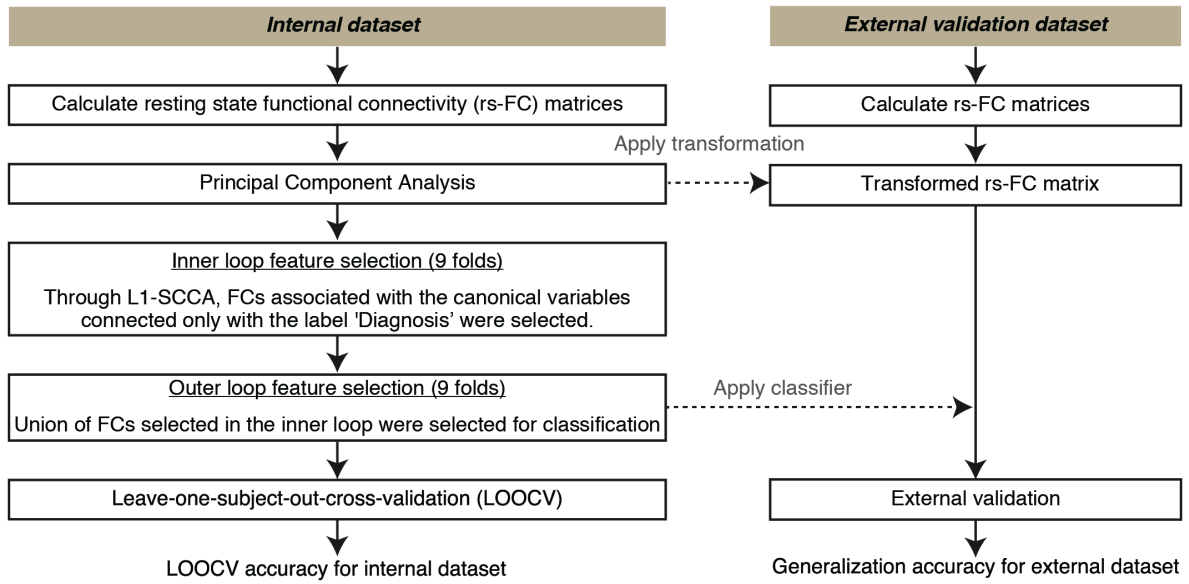 Internal dataset
Calculate resting state functional connectivity (rs-FC) matrices
Principal Component Analysis
Inner loop feature selection (9 folds)
Through L1-SCCA, FCs associated with the canonical variables
connected only with the label 'Diagnosis’ were selected.
Outer loop feature selection (9 folds)
Union of FCs selected in the inner loop were selected for classification
Leave-one-subject-out-cross-validation (LOOCV)
LOOCV accuracy for internal dataset
Apply transformation
Apply classifier
External validation dataset
Calculate rs-FC matrices
Transformed rs-FC matrix
External validation
Generalization accuracy for external dataset